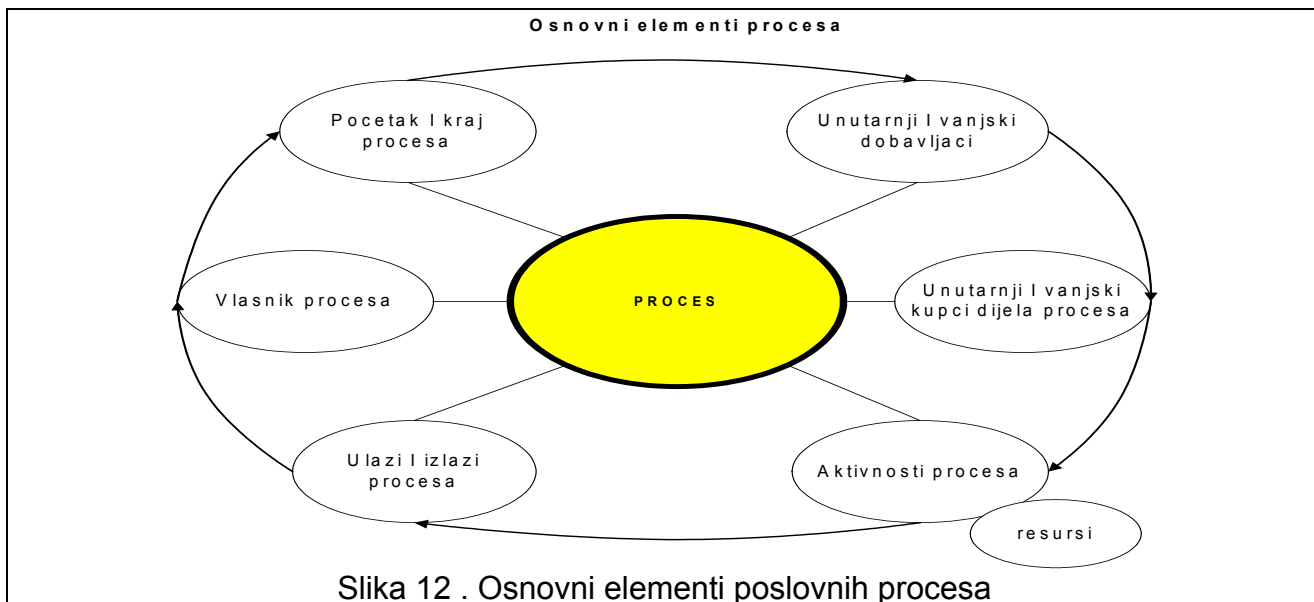 Osnovni elementi procesa
Pocetak I kraj
procesa
Unutarnji I vanjski
dobavljaci
Vlasnik procesa
PROCES
Unutarnji I vanjski
kupci dijela procesa
Ulazi I izlazi
procesa
Aktivnosti procesa
resursi
Slika 12 . Osnovni elementi poslovnih procesa